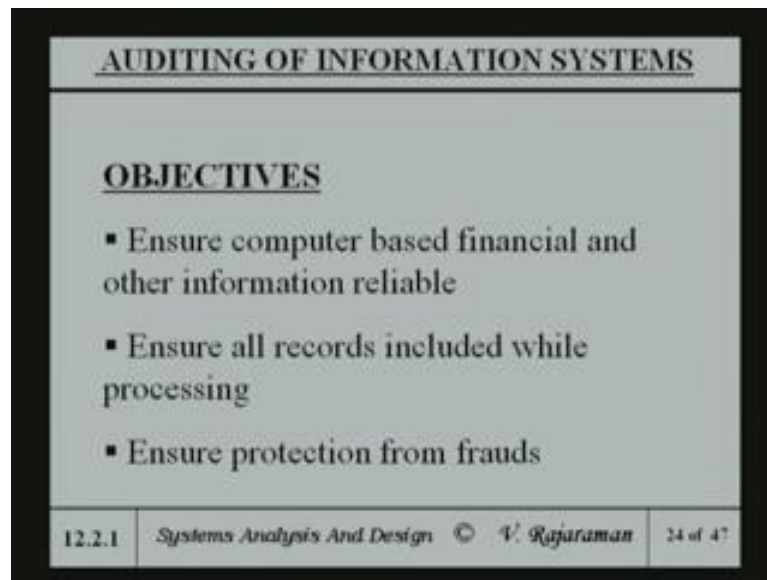 AUDITING OF INFORMATION SYSTEMS
OBJECTIVES
▪ Ensure computer based financial and
other information reliable
▪ Ensure all records included while
processing
▪ Ensure protection from frauds
12.2.1 Systems Analysis And Design © V. Rajaraman 24 of 47